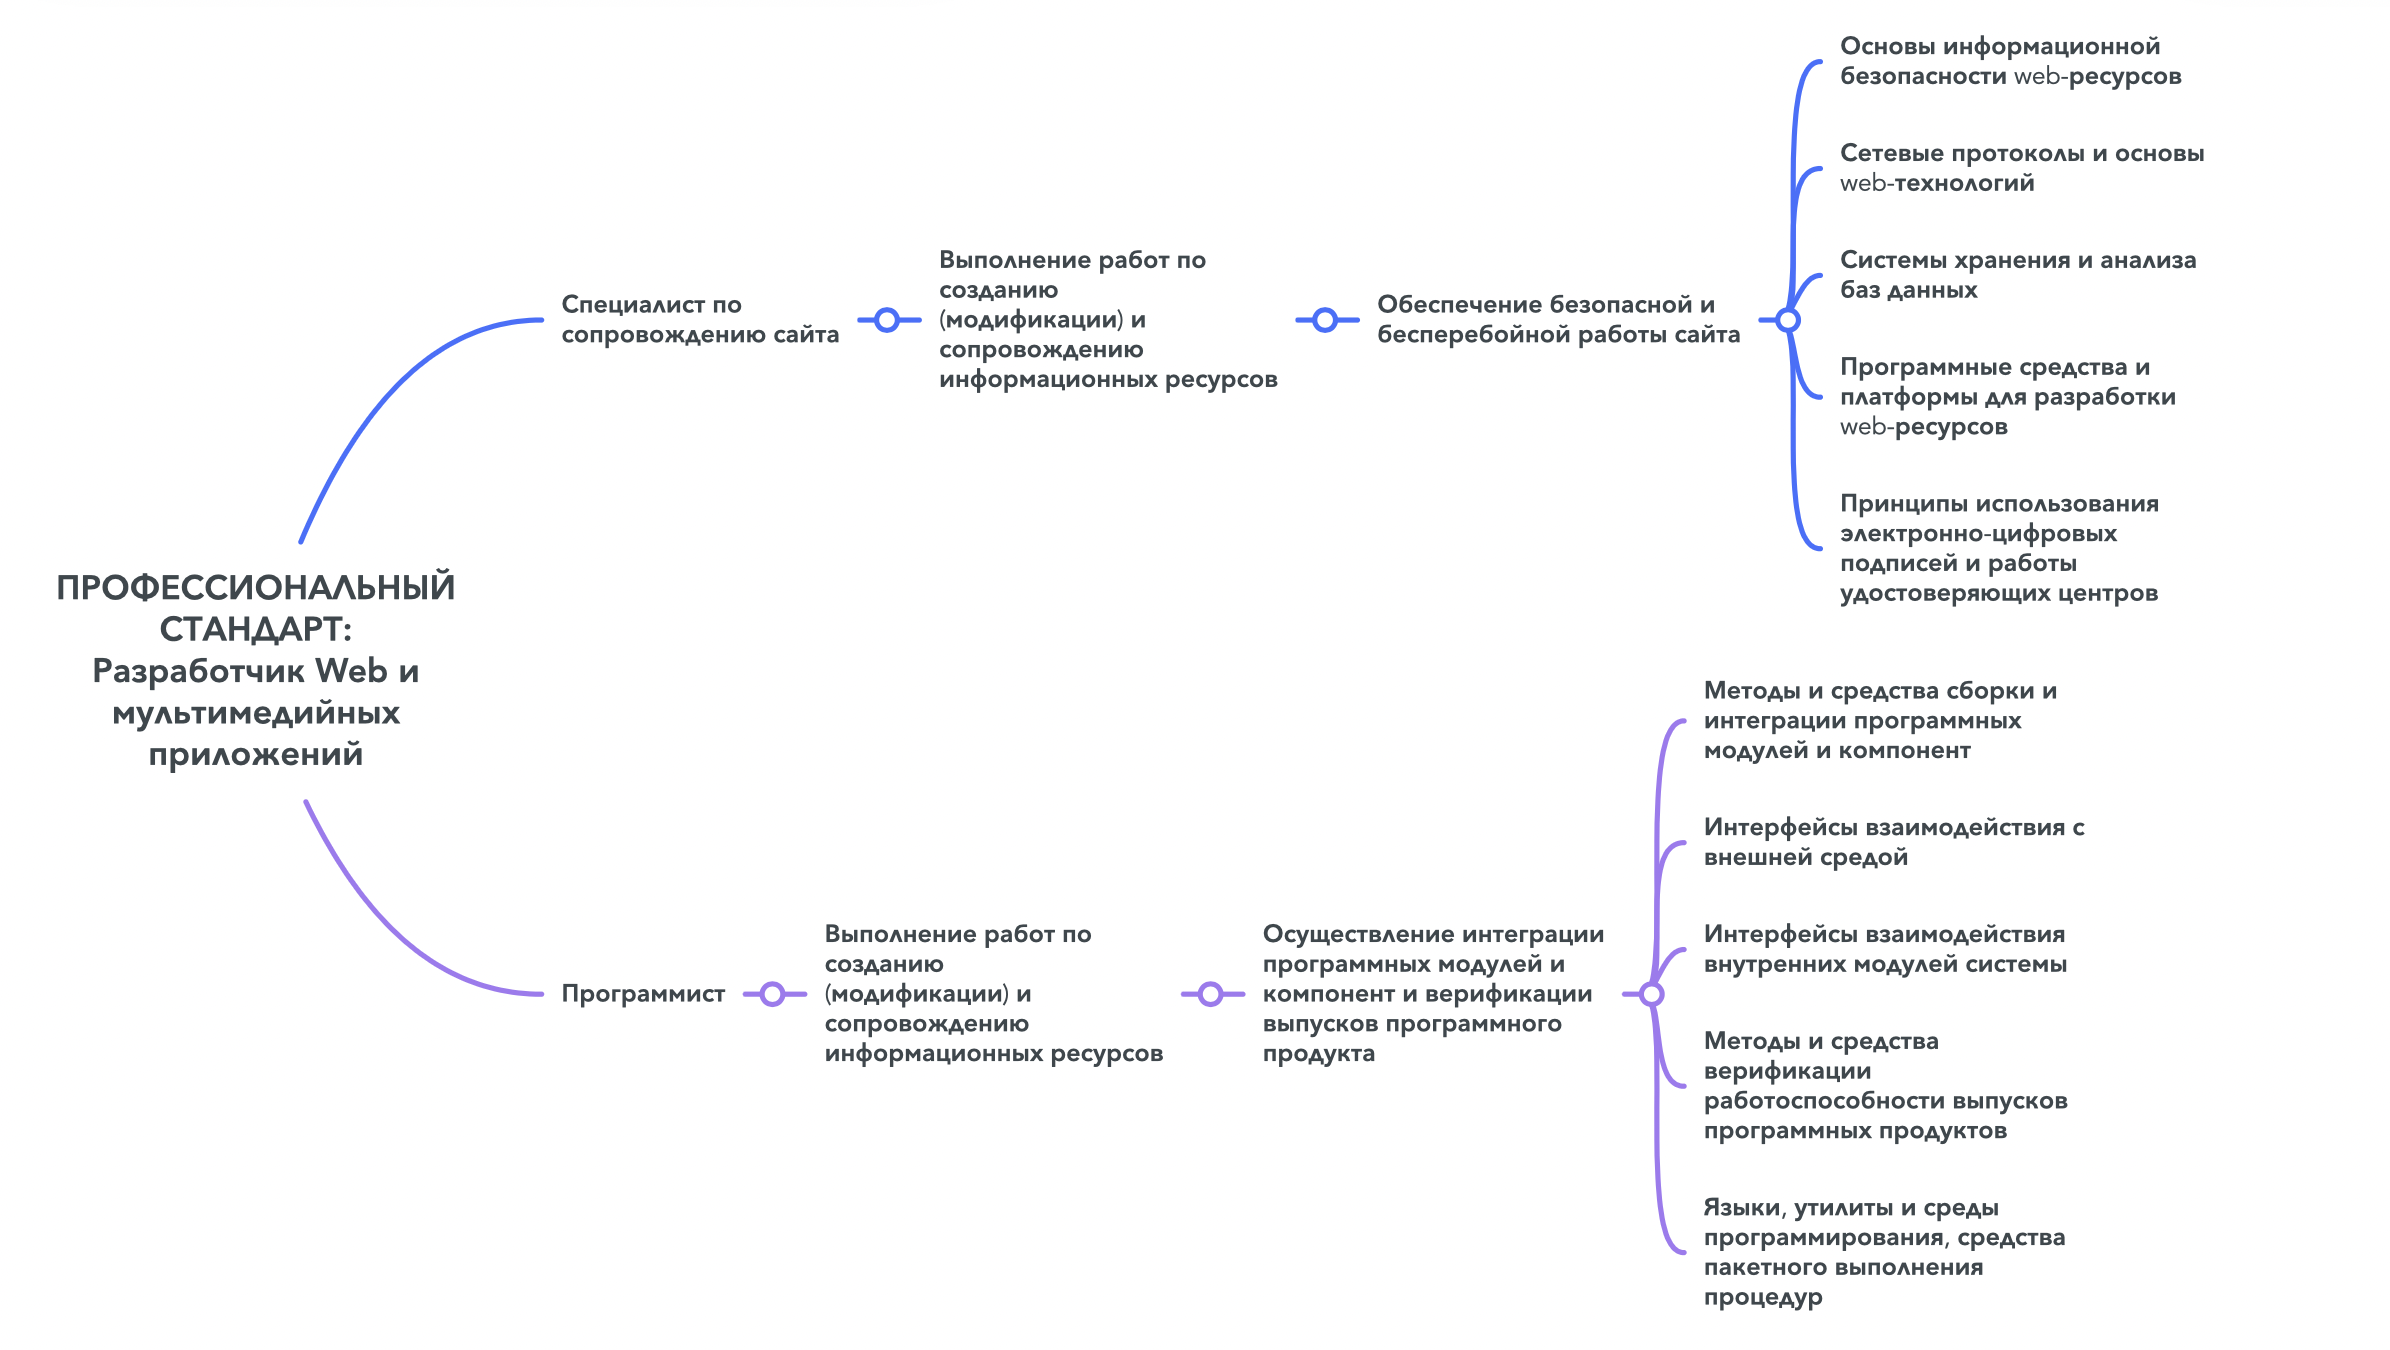 ПРОФЕССИОНАЛЬНЫЙ
СТАНДАРТ:
Разработчик Web и
мультимедийных
приложений
Специалист по
сопровождению сайта
Выполнение работ по
созданию
(модификации) и
сопровождению
информационных ресурсов
Обеспечение безопасной и
бесперебойной работы сайта
Основы информационной
безопасности web-ресурсов
Сетевые протоколы и основы
web-технологий
Системы хранения и анализа
баз данных
Программные средства и
платформы для разработки
web-ресурсов
Принципы использования
электронно-цифровых
подписей и работы
удостоверяющих центров
Программист
Выполнение работ по
созданию
(модификации) и
сопровождению
информационных ресурсов
Осуществление интеграции
программных модулей и
компонент и верификации
выпусков программного
продукта
Методы и средства сборки и
интеграции программных
модулей и компонент
Интерфейсы взаимодействия с
внешней средой
Интерфейсы взаимодействия
внутренних модулей системы
Методы и средства
верификации
работоспособности выпусков
программных продуктов
Языки, утилиты и среды
программирования, средства
пакетного выполнения
процедур